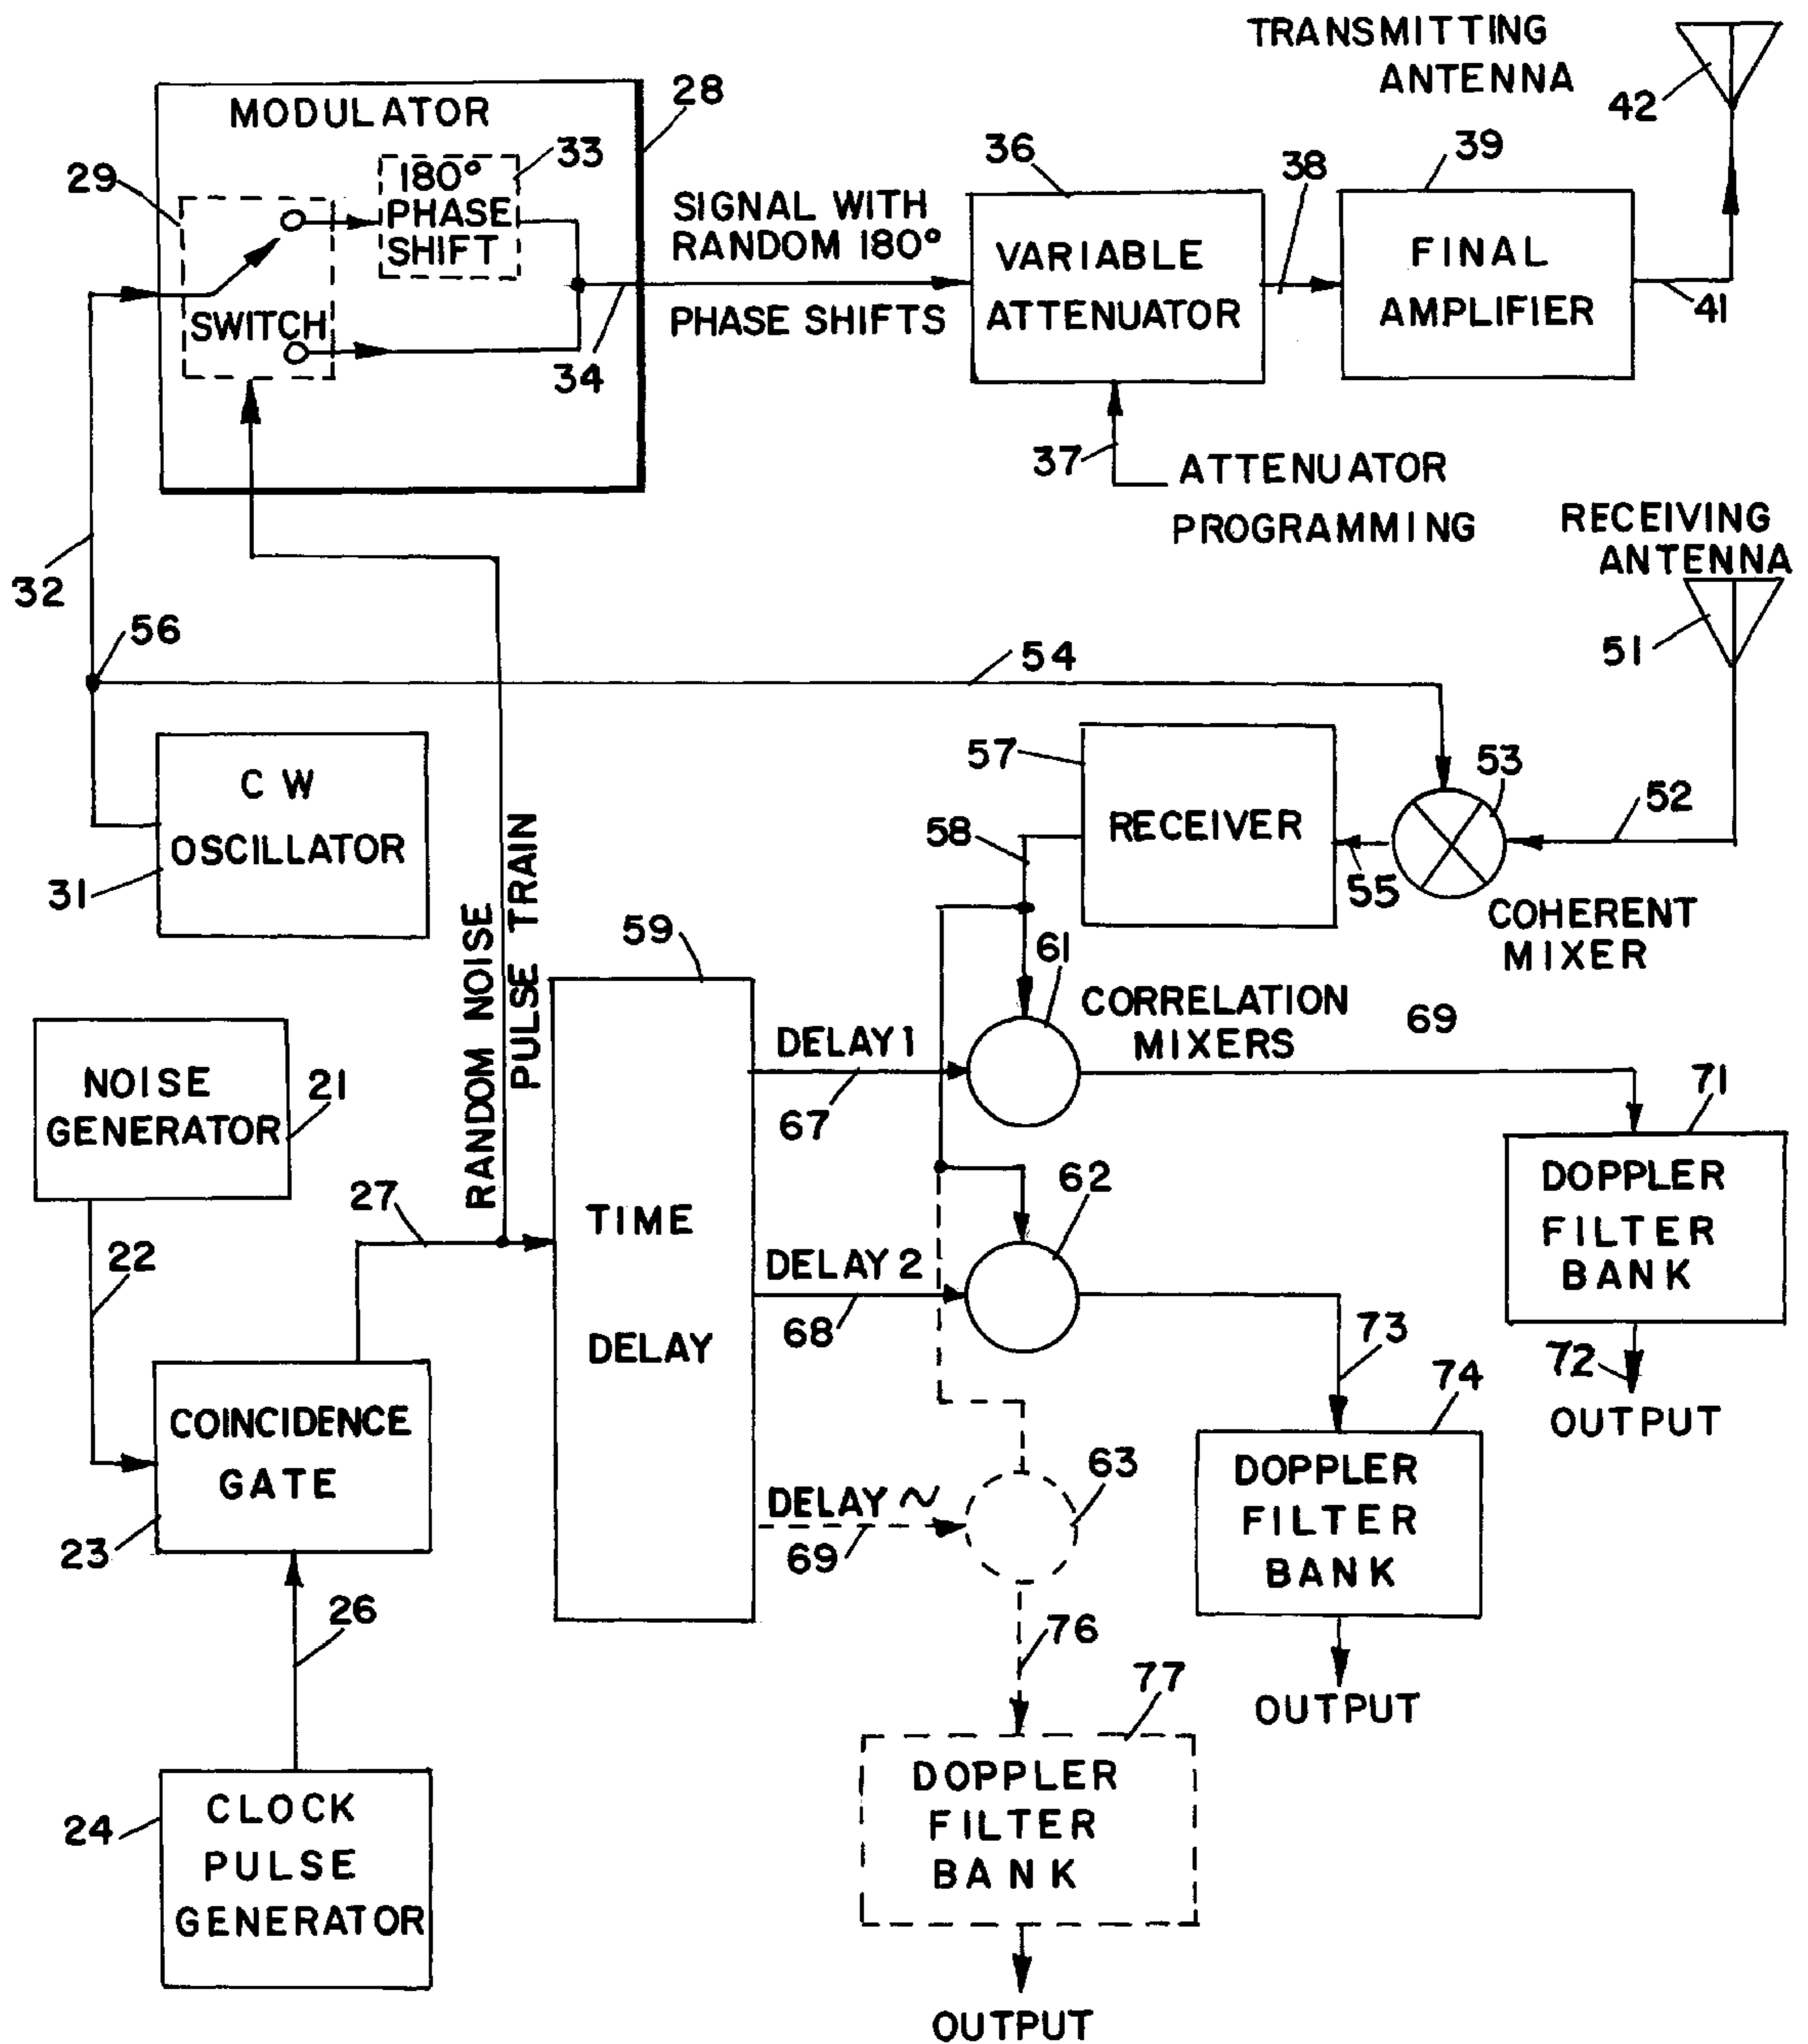 TRANSMITTING
ANTENNA
42
MODULATOR
28
29
33
180°
PHASE
SHIFT
SWITCH
34
SIGNAL WITH
RANDOM 180°
PHASE SHIFTS
36
VARIABLE
ATTENUATOR
38
39
FINAL
AMPLIFIER
41
37
ATTENUATOR
PROGRAMMING
RECEIVING
ANTENNA
51
32
56
54
CW
OSCILLATOR
31
57
RECEIVER
58
55
53
52
COHERENT
MIXER
RANDOM NOISE
PULSE TRAIN
59
TIME
DELAY
61
CORRELATION
MIXERS
69
DELAY 1
67
NOISE
GENERATOR
21
22
27
71
DOPPLER
FILTER
BANK
72
OUTPUT
62
DELAY 2
68
73
74
DOPPLER
FILTER
BANK
OUTPUT
COINCIDENCE
GATE
23
26
DELAY ~
69
63
76
77
DOPPLER
FILTER
BANK
OUTPUT
24
CLOCK
PULSE
GENERATOR